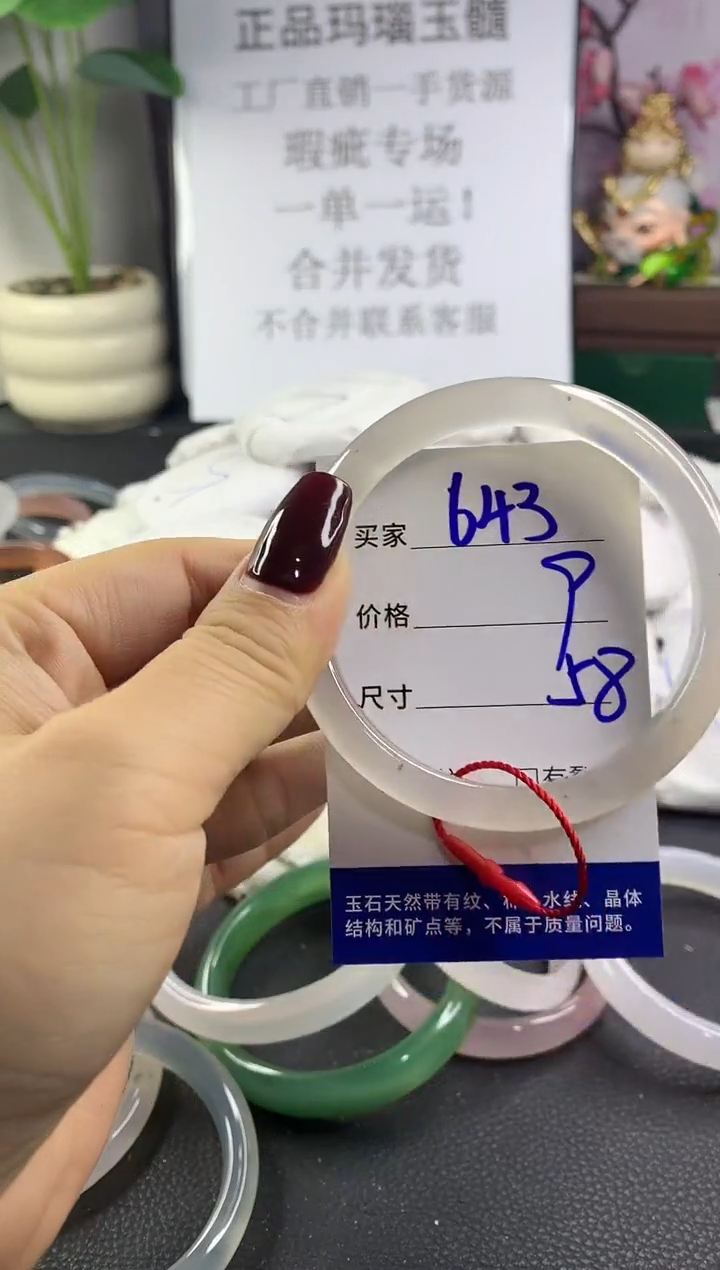 正品玛瑙玉髓
工厂直销一手货源
瑕疵专场
一单一运!
合并发货
不合并联系客服
买家 643
价格
尺寸 58
玉石天然带有纹、棉、水线、晶体
结构和矿点等，不属于质量问题。